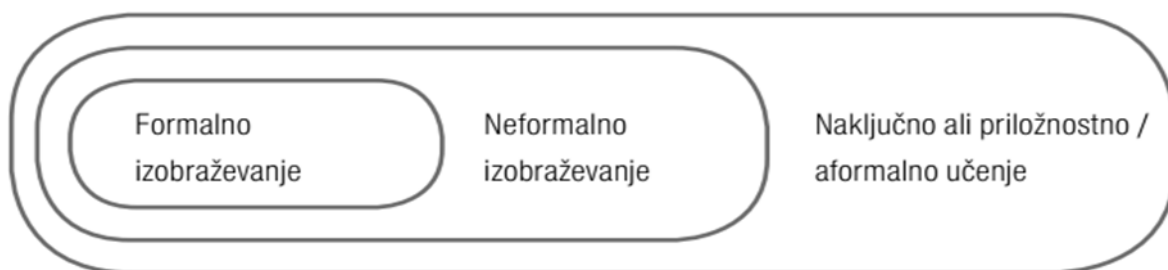 Formalno
izobraževanje
Neformalno
izobraževanje
Naključno ali priložnostno /
aformalno učenje